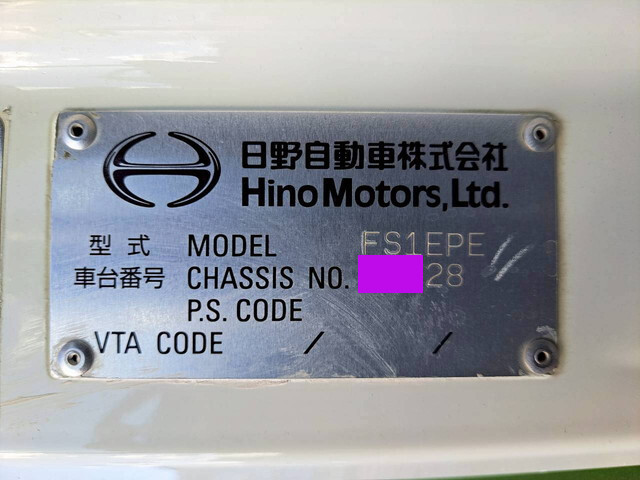 日野自動車株式会社
Hino Motors, Ltd.
型式 MODEL FS1EPE
車台番号 CHASSIS NO. 28
P.S. CODE
VTA CODE / /